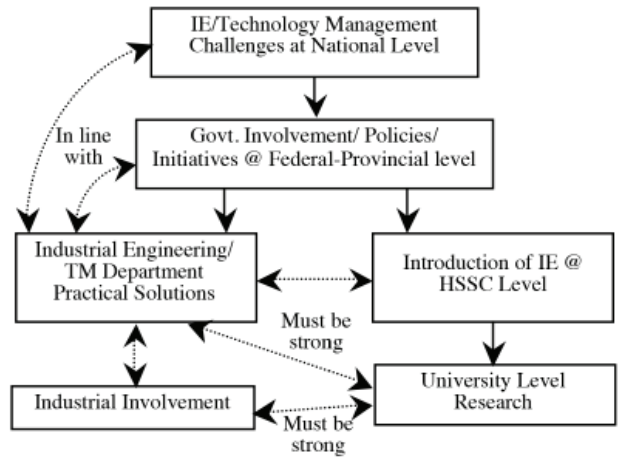 IE/Technology Management
Challenges at National Level
In line
with
Govt. Involvement/ Policies/
Initiatives @ Federal-Provincial level
Industrial Engineering/
TM Department
Practical Solutions
Introduction of IE @
HSSC Level
Must be
strong
Industrial Involvement
University Level
Research
Must be
strong